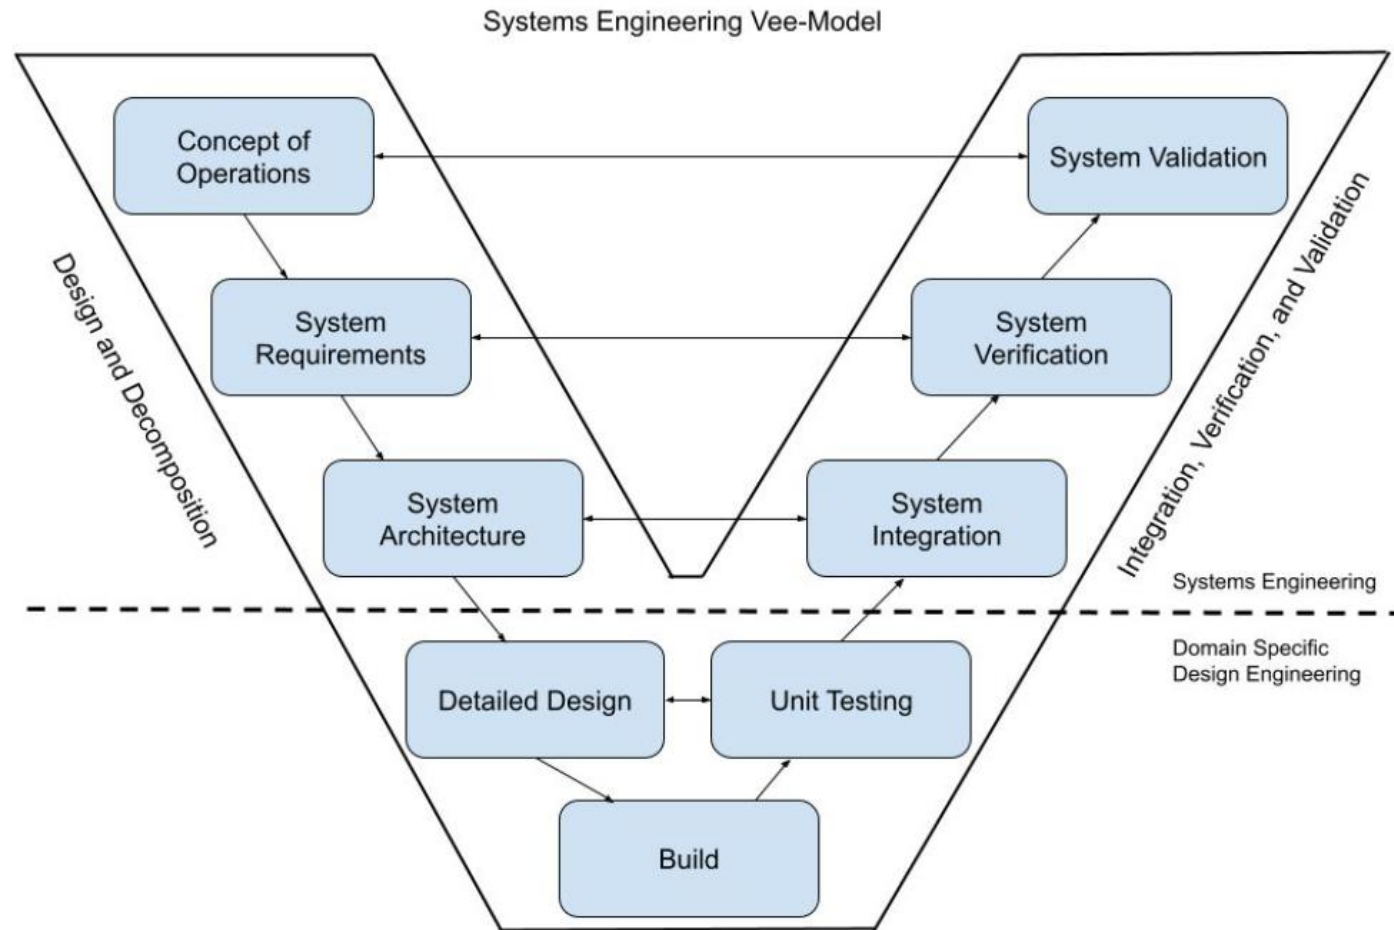 Systems Engineering Vee-Model
Concept of
Operations
System Validation
System
Requirements
System
Verification
Design and Decomposition
Integration, Verification, and Validation
System
Architecture
System
Integration
Systems Engineering
Domain Specific
Design Engineering
Detailed Design
Unit Testing
Build